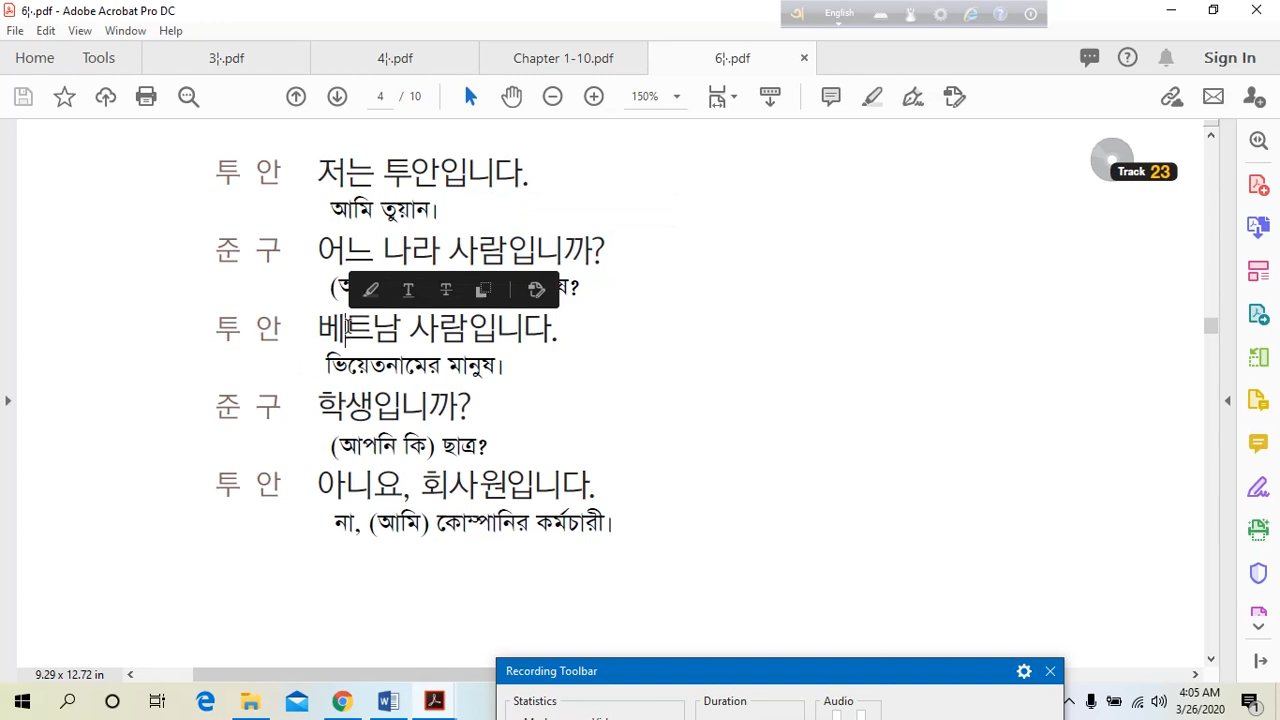 6¦·.pdf - Adobe Acrobat Pro DC
English
File Edit View Window Help
Home Tools 3¦·.pdf 4¦·.pdf Chapter 1-10.pdf 6¦·.pdf × Sign In
4 / 10 150%
투 안 저는 투안입니다.
আমি তুয়ান।
Track 23
준 구 어느 나라 사람입니까?
투 안 베트남 사람입니다.
ভিয়েতনামের মানুষ।
준 구 학생입니까?
(আপনি কি) ছাত্র?
투 안 아니요, 회사원입니다.
না, (আমি) কোম্পানির কর্মচারী।
9.29 x 12.72 in
Recording Toolbar
Statistics Duration Audio
4:05 AM
3/26/2020